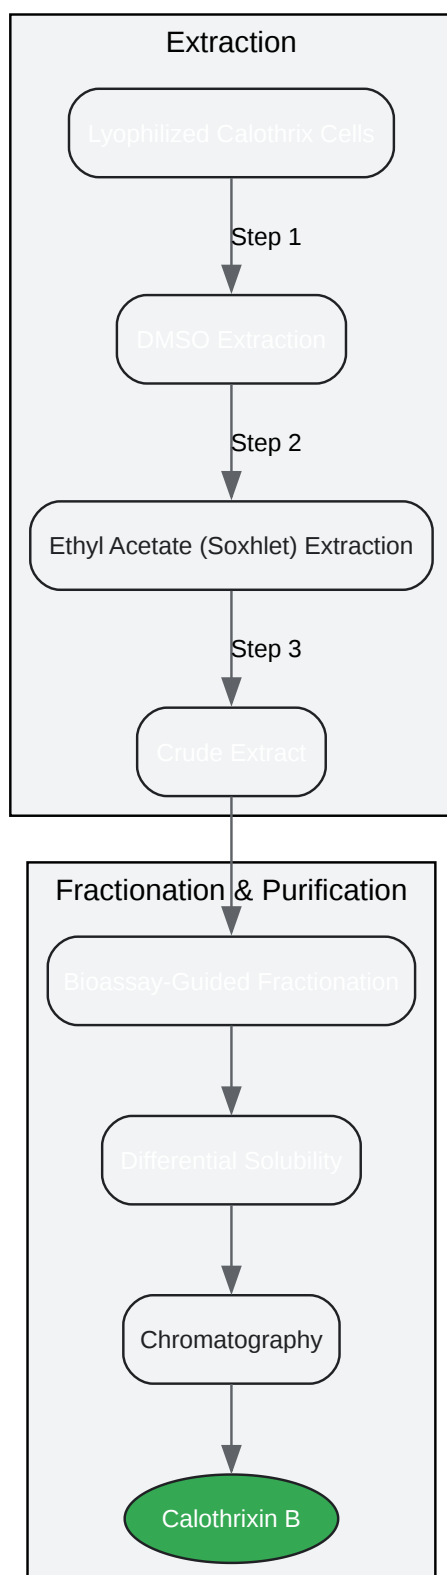 Extraction
Lyophilized Calothrix Cells
Step 1
DMSO Extraction
Step 2
Ethyl Acetate (Soxhlet) Extraction
Step 3
Crude Extract
Fractionation & Purification
Bioassay-Guided Fractionation
Differential Solubility
Chromatography
Calothrixin B